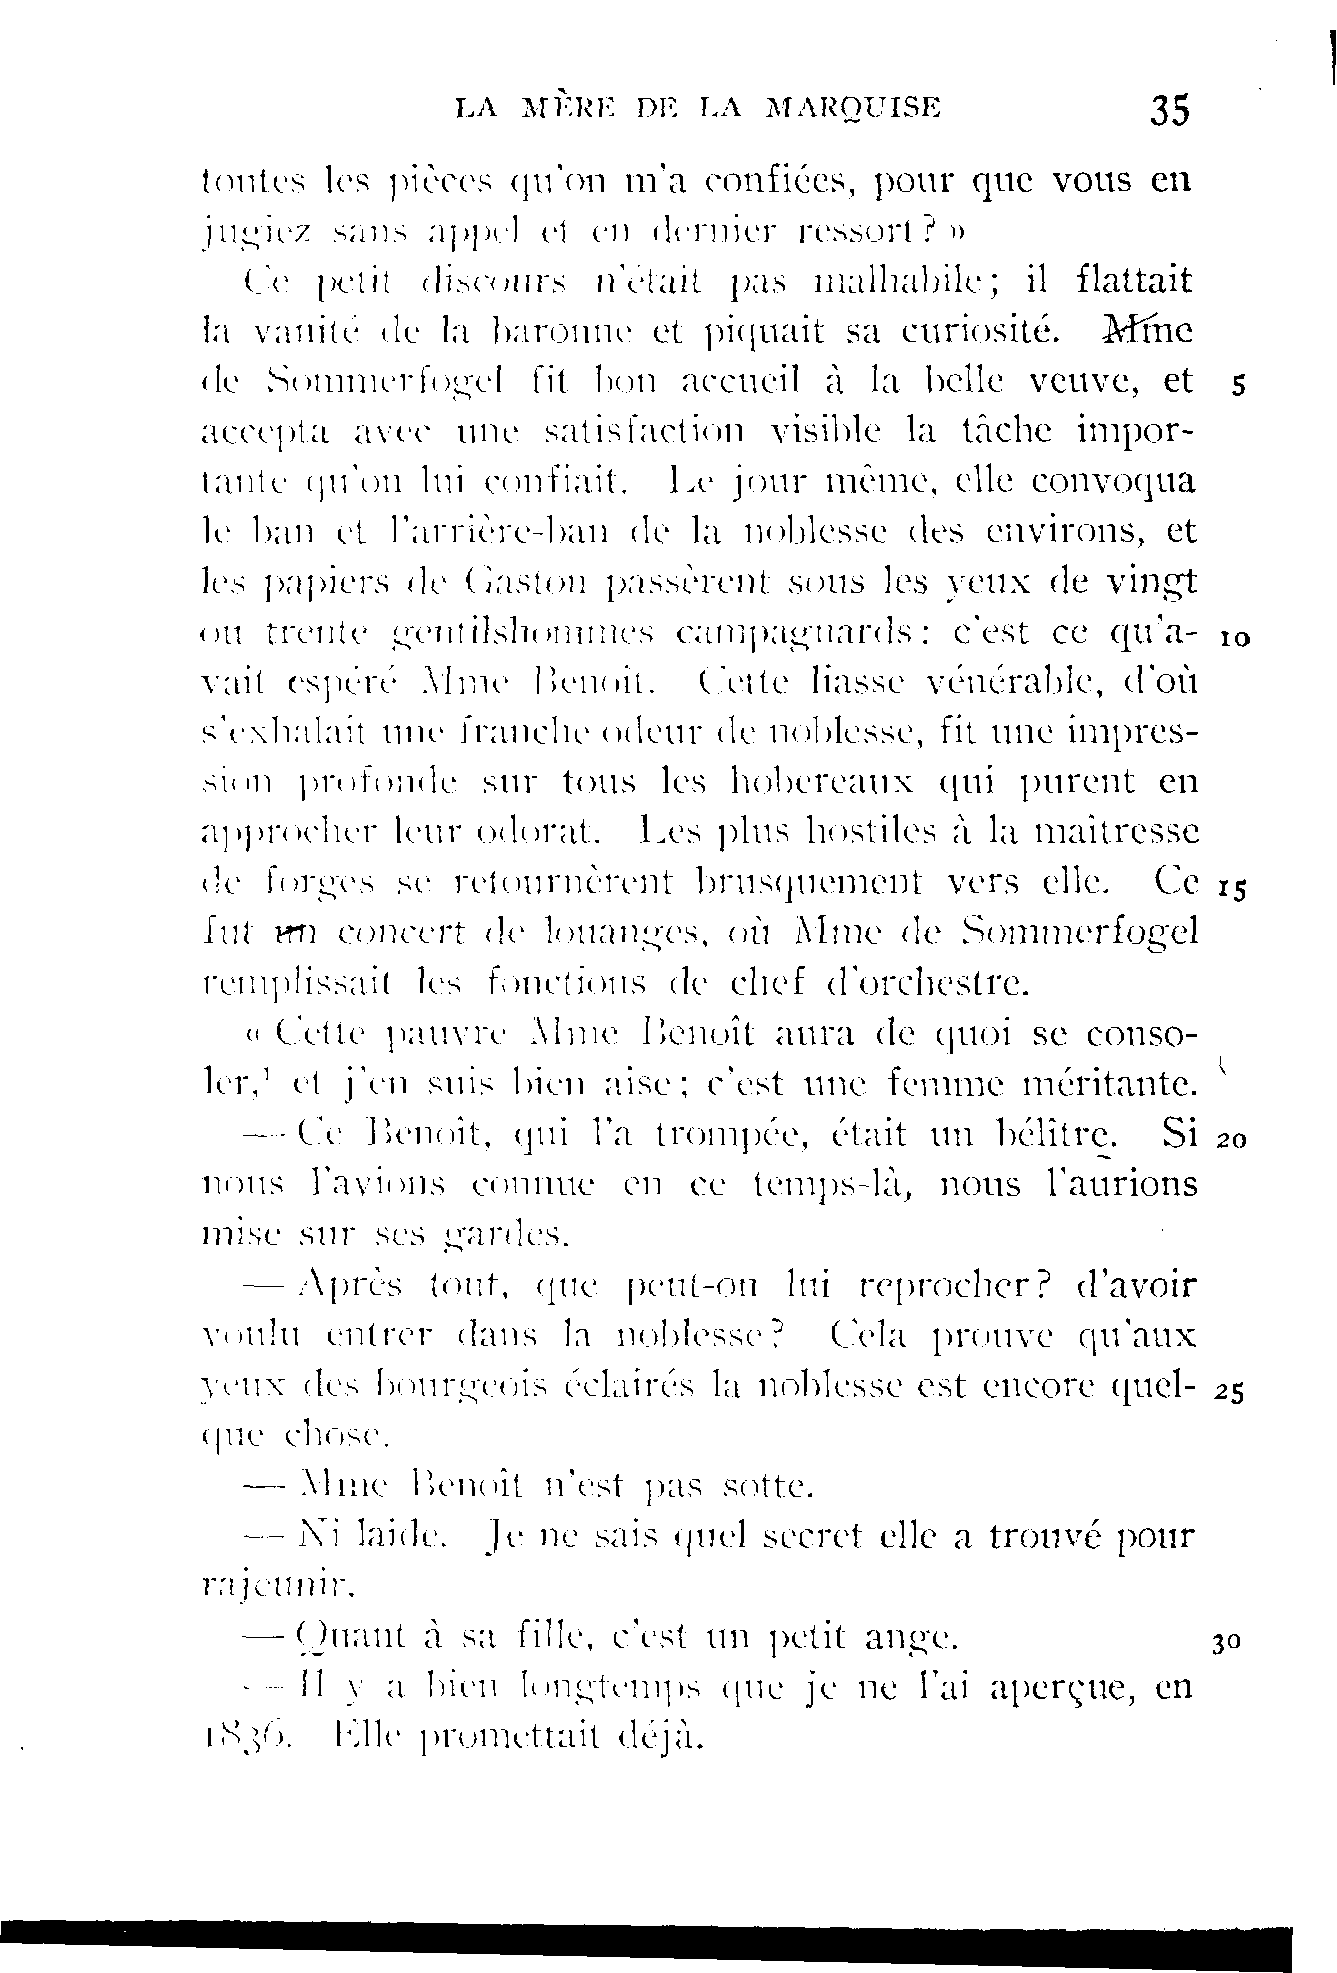 LA MÈRE DE LA MARQUISE 35
toutes les pièces qu'on m'a confiées, pour que vous en
jugiez sans appel et en dernier ressort? »
Ce petit discours n'était pas malhabile; il flattait
la vanité de la baronne et piquait sa curiosité. Mme
de Sommerfogel fit bon accueil à la belle veuve, et 5
accepta avec une satisfaction visible la tâche impor-
tante qu'on lui confiait. Le jour même, elle convoqua
le ban et l'arrière-ban de la noblesse des environs, et
les papiers de Gaston passèrent sous les yeux de vingt
ou trente gentilshommes campagnards: c'est ce qu'a- 10
vait espéré Mme Benoit. Cette liasse vénérable, d'où
s'exhalait une franche odeur de noblesse, fit une impres-
sion profonde sur tous les hobereaux qui purent en
approcher leur odorat. Les plus hostiles à la maîtresse
de forges se retournèrent brusquement vers elle. Ce 15
fut un concert de louanges, où Mme de Sommerfogel
remplissait les fonctions de chef d'orchestre.
« Cette pauvre Mme Benoît aura de quoi se conso-
ler,¹ et j'en suis bien aise; c'est une femme méritante.
— Ce Benoît, qui l'a trompée, était un bélître. Si 20
nous l'avions connue en ce temps-là, nous l'aurions
mise sur ses gardes.
— Après tout, que peut-on lui reprocher? d'avoir
voulu entrer dans la noblesse? Cela prouve qu'aux
yeux des bourgeois éclairés la noblesse est encore quel- 25
que chose.
— Mme Benoît n'est pas sotte.
— Ni laide. Je ne sais quel secret elle a trouvé pour
rajeunir.
— Quant à sa fille, c'est un petit ange. 30
— Il y a bien longtemps que je ne l'ai aperçue, en
1836. Elle promettait déjà.